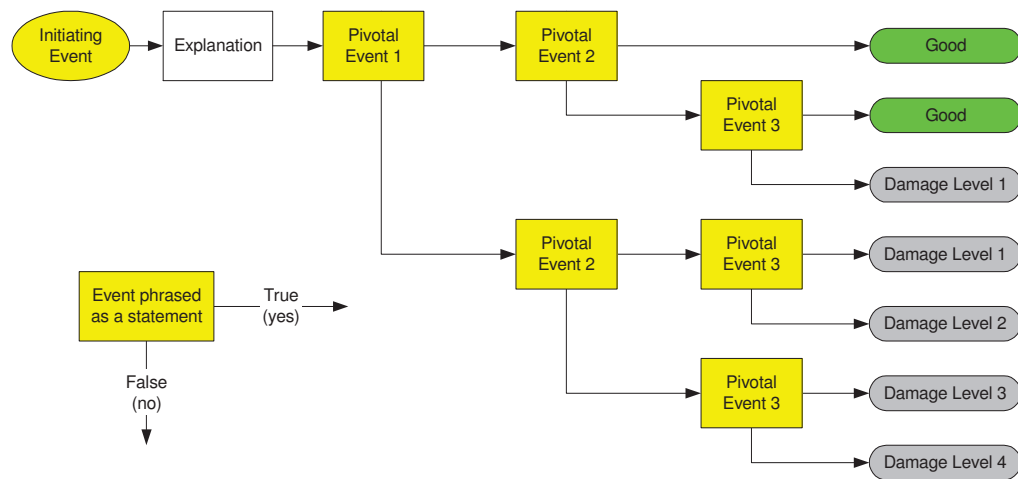 Initiating
Event
Explanation
Pivotal
Event 1
Pivotal
Event 2
Good
Pivotal
Event 3
Good
Damage Level 1
Pivotal
Event 2
Pivotal
Event 3
Damage Level 1
Damage Level 2
Event phrased
as a statement
True
(yes)
False
(no)
Pivotal
Event 3
Damage Level 3
Damage Level 4